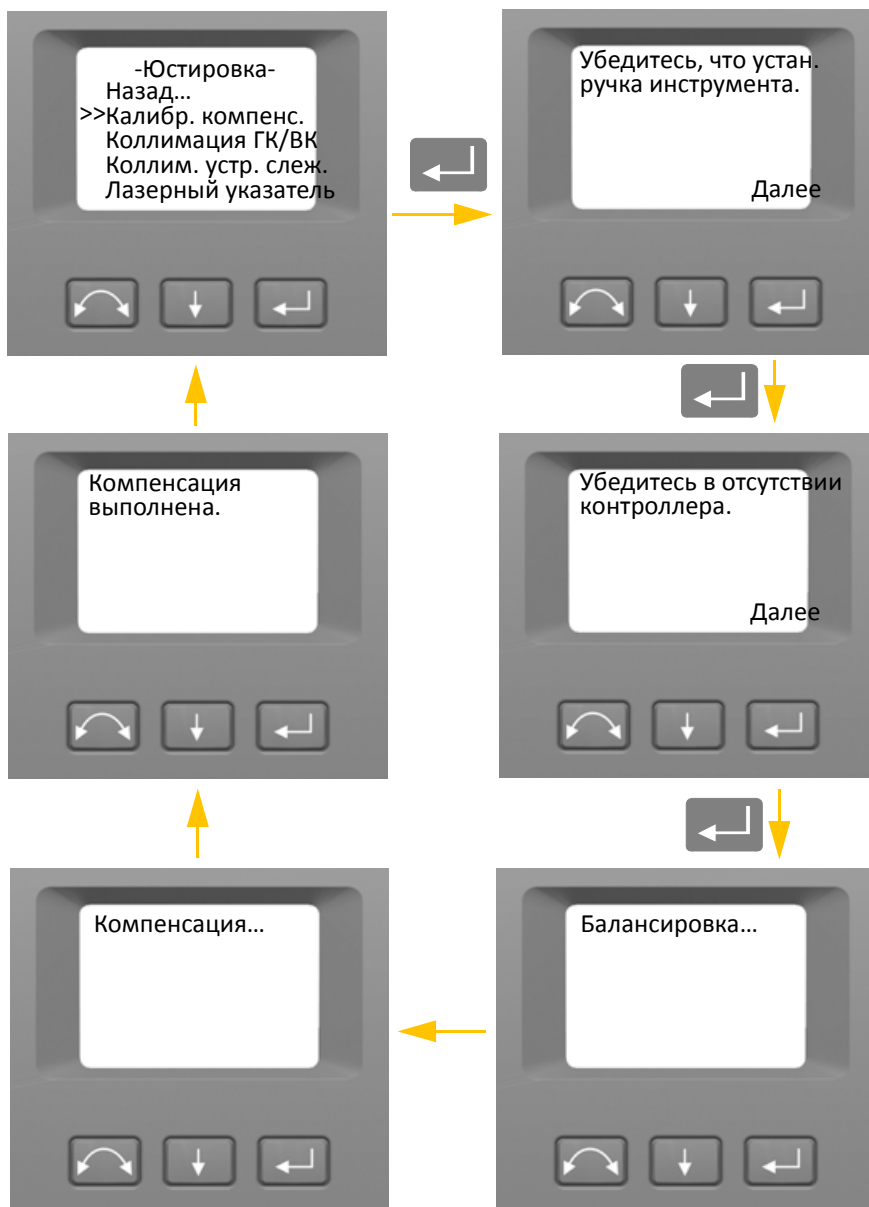 -Юстировка-
Назад...
>>Калибр. компенс.
Коллимация ГК/ВК
Коллим. устр. слеж.
Лазерный указатель
Убедитесь, что устан.
ручка инструмента.
Далее
Убедитесь в отсутствии
контроллера.
Далее
Балансировка...
Компенсация...
Компенсация
выполнена.